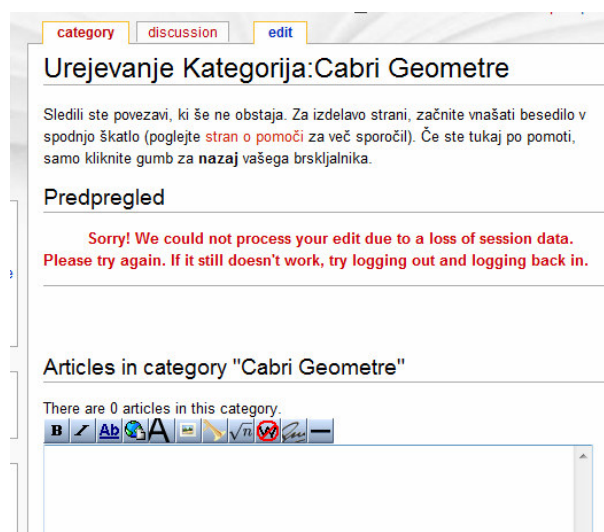 category discussion edit
Urejevanje Kategorija:Cabri Geometre
Sledili ste povezavi, ki še ne obstaja. Za izdelavo strani, začnite vnašati besedilo v
spodnjo škatlo (poglejte stran o pomoči za več sporočil). Če ste tukaj po pomoti,
samo kliknite gumb za nazaj vašega brskljalnika.
Predpregled
Sorry! We could not process your edit due to a loss of session data.
Please try again. If it still doesn't work, try logging out and logging back in.
Articles in category "Cabri Geometre"
There are 0 articles in this category.
B I Ab A √n W